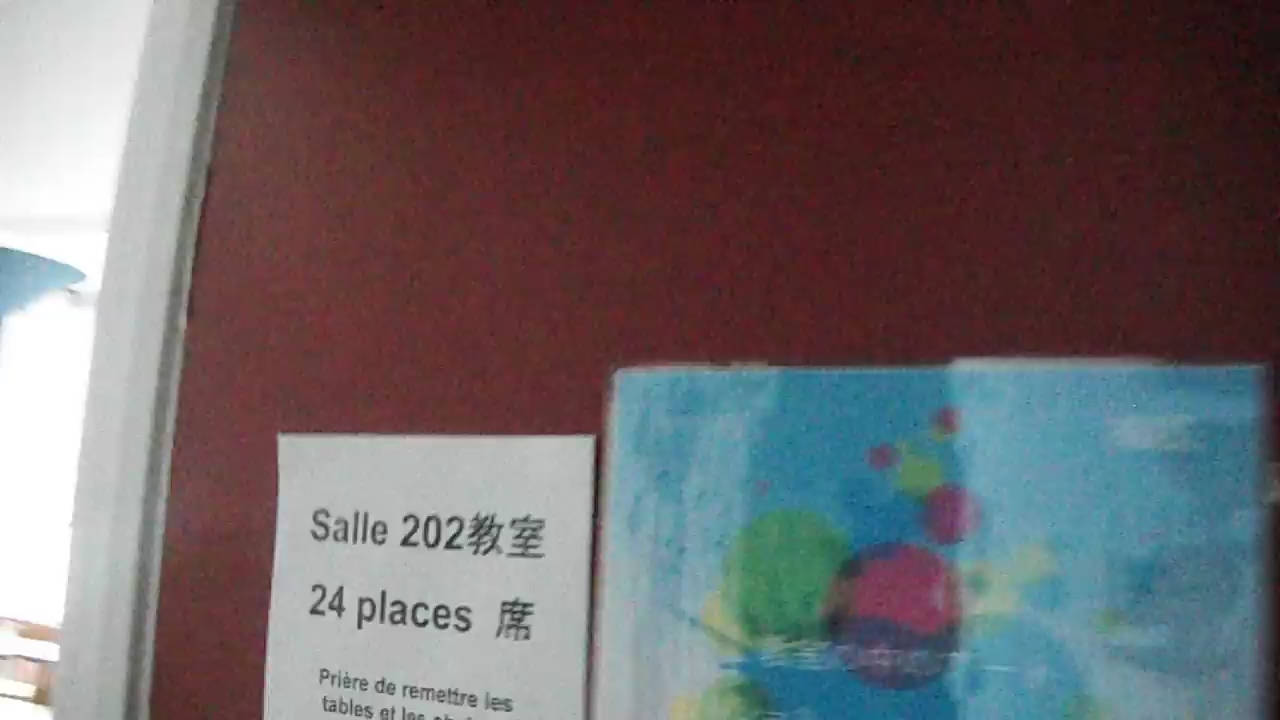 Salle 202教室
24 places 席
Prière de remettre les
tables et les